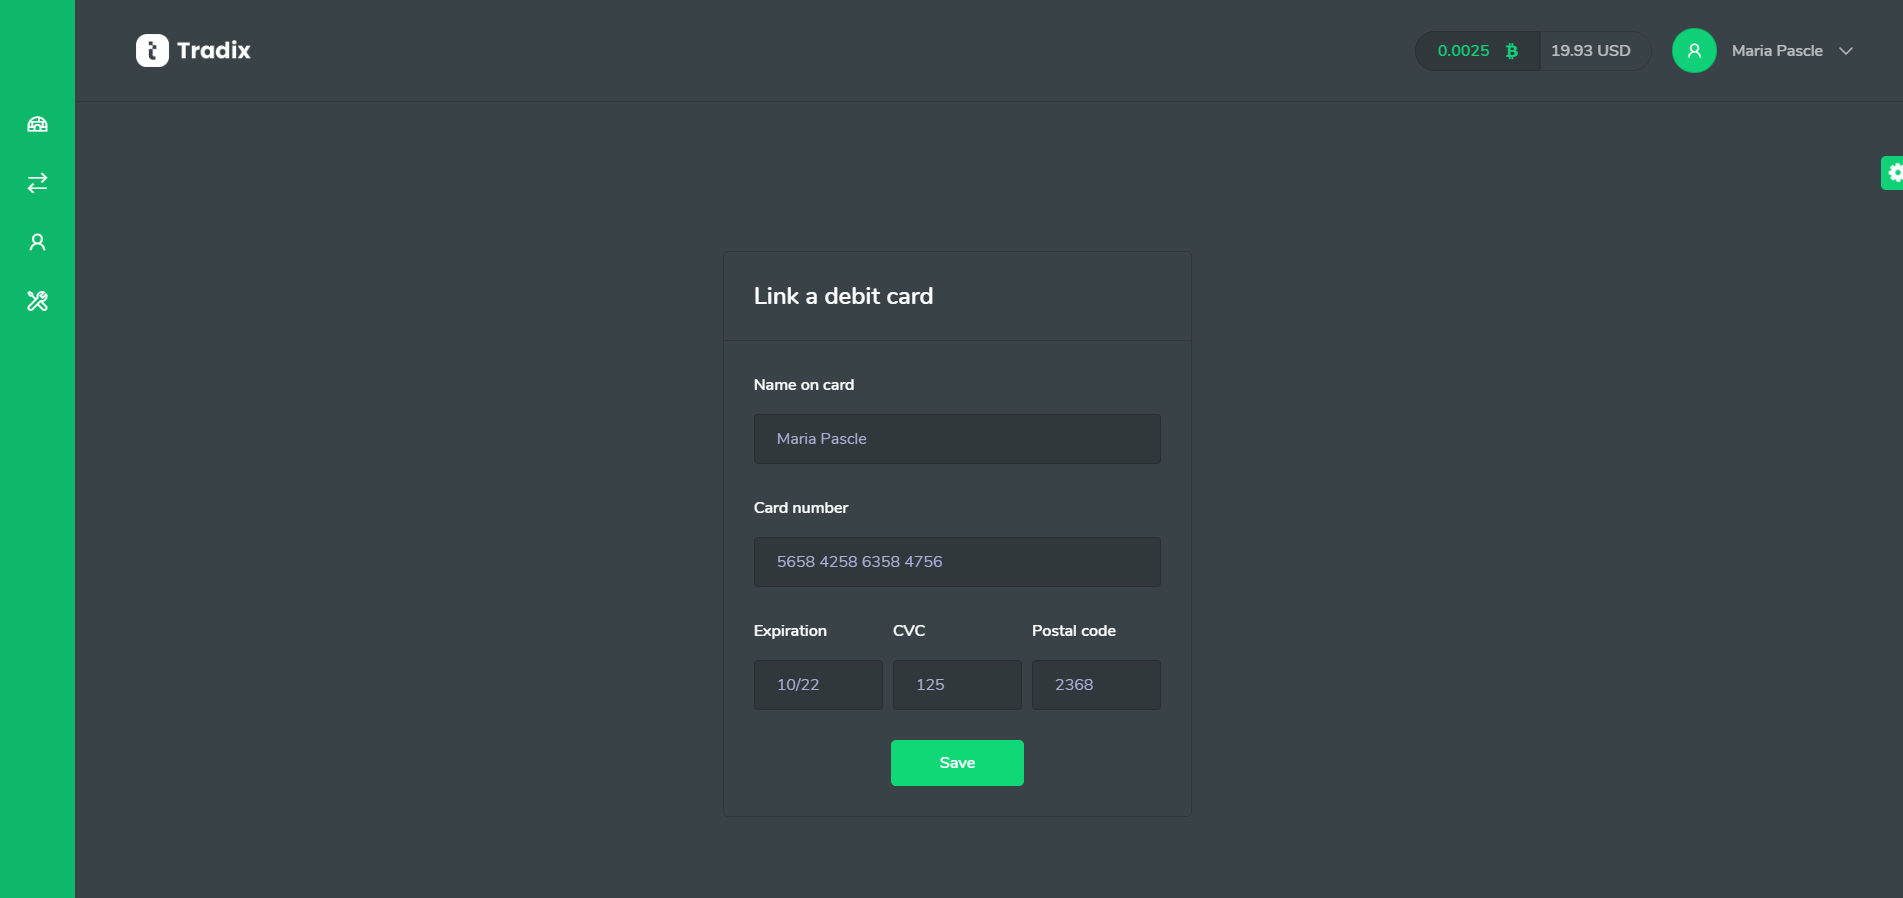 Tradix
0.0025 19.93 USD Maria Pascle
Link a debit card
Name on card
Maria Pascle
Card number
5658 4258 6358 4756
Expiration CVC Postal code
10/22 125 2368
Save